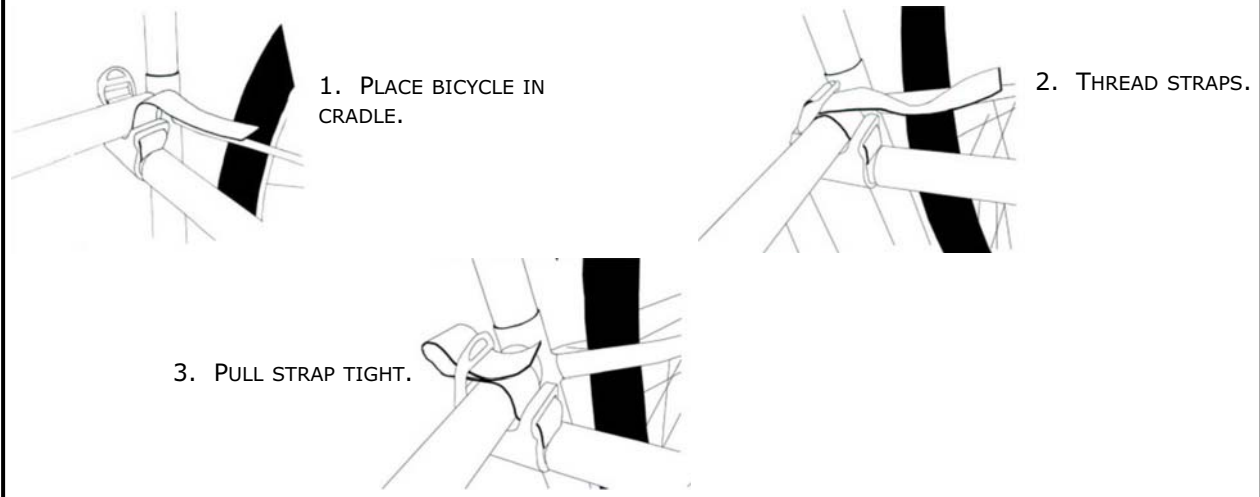 1. PLACE BICYCLE IN
CRADLE.
2. THREAD STRAPS.
3. PULL STRAP TIGHT.